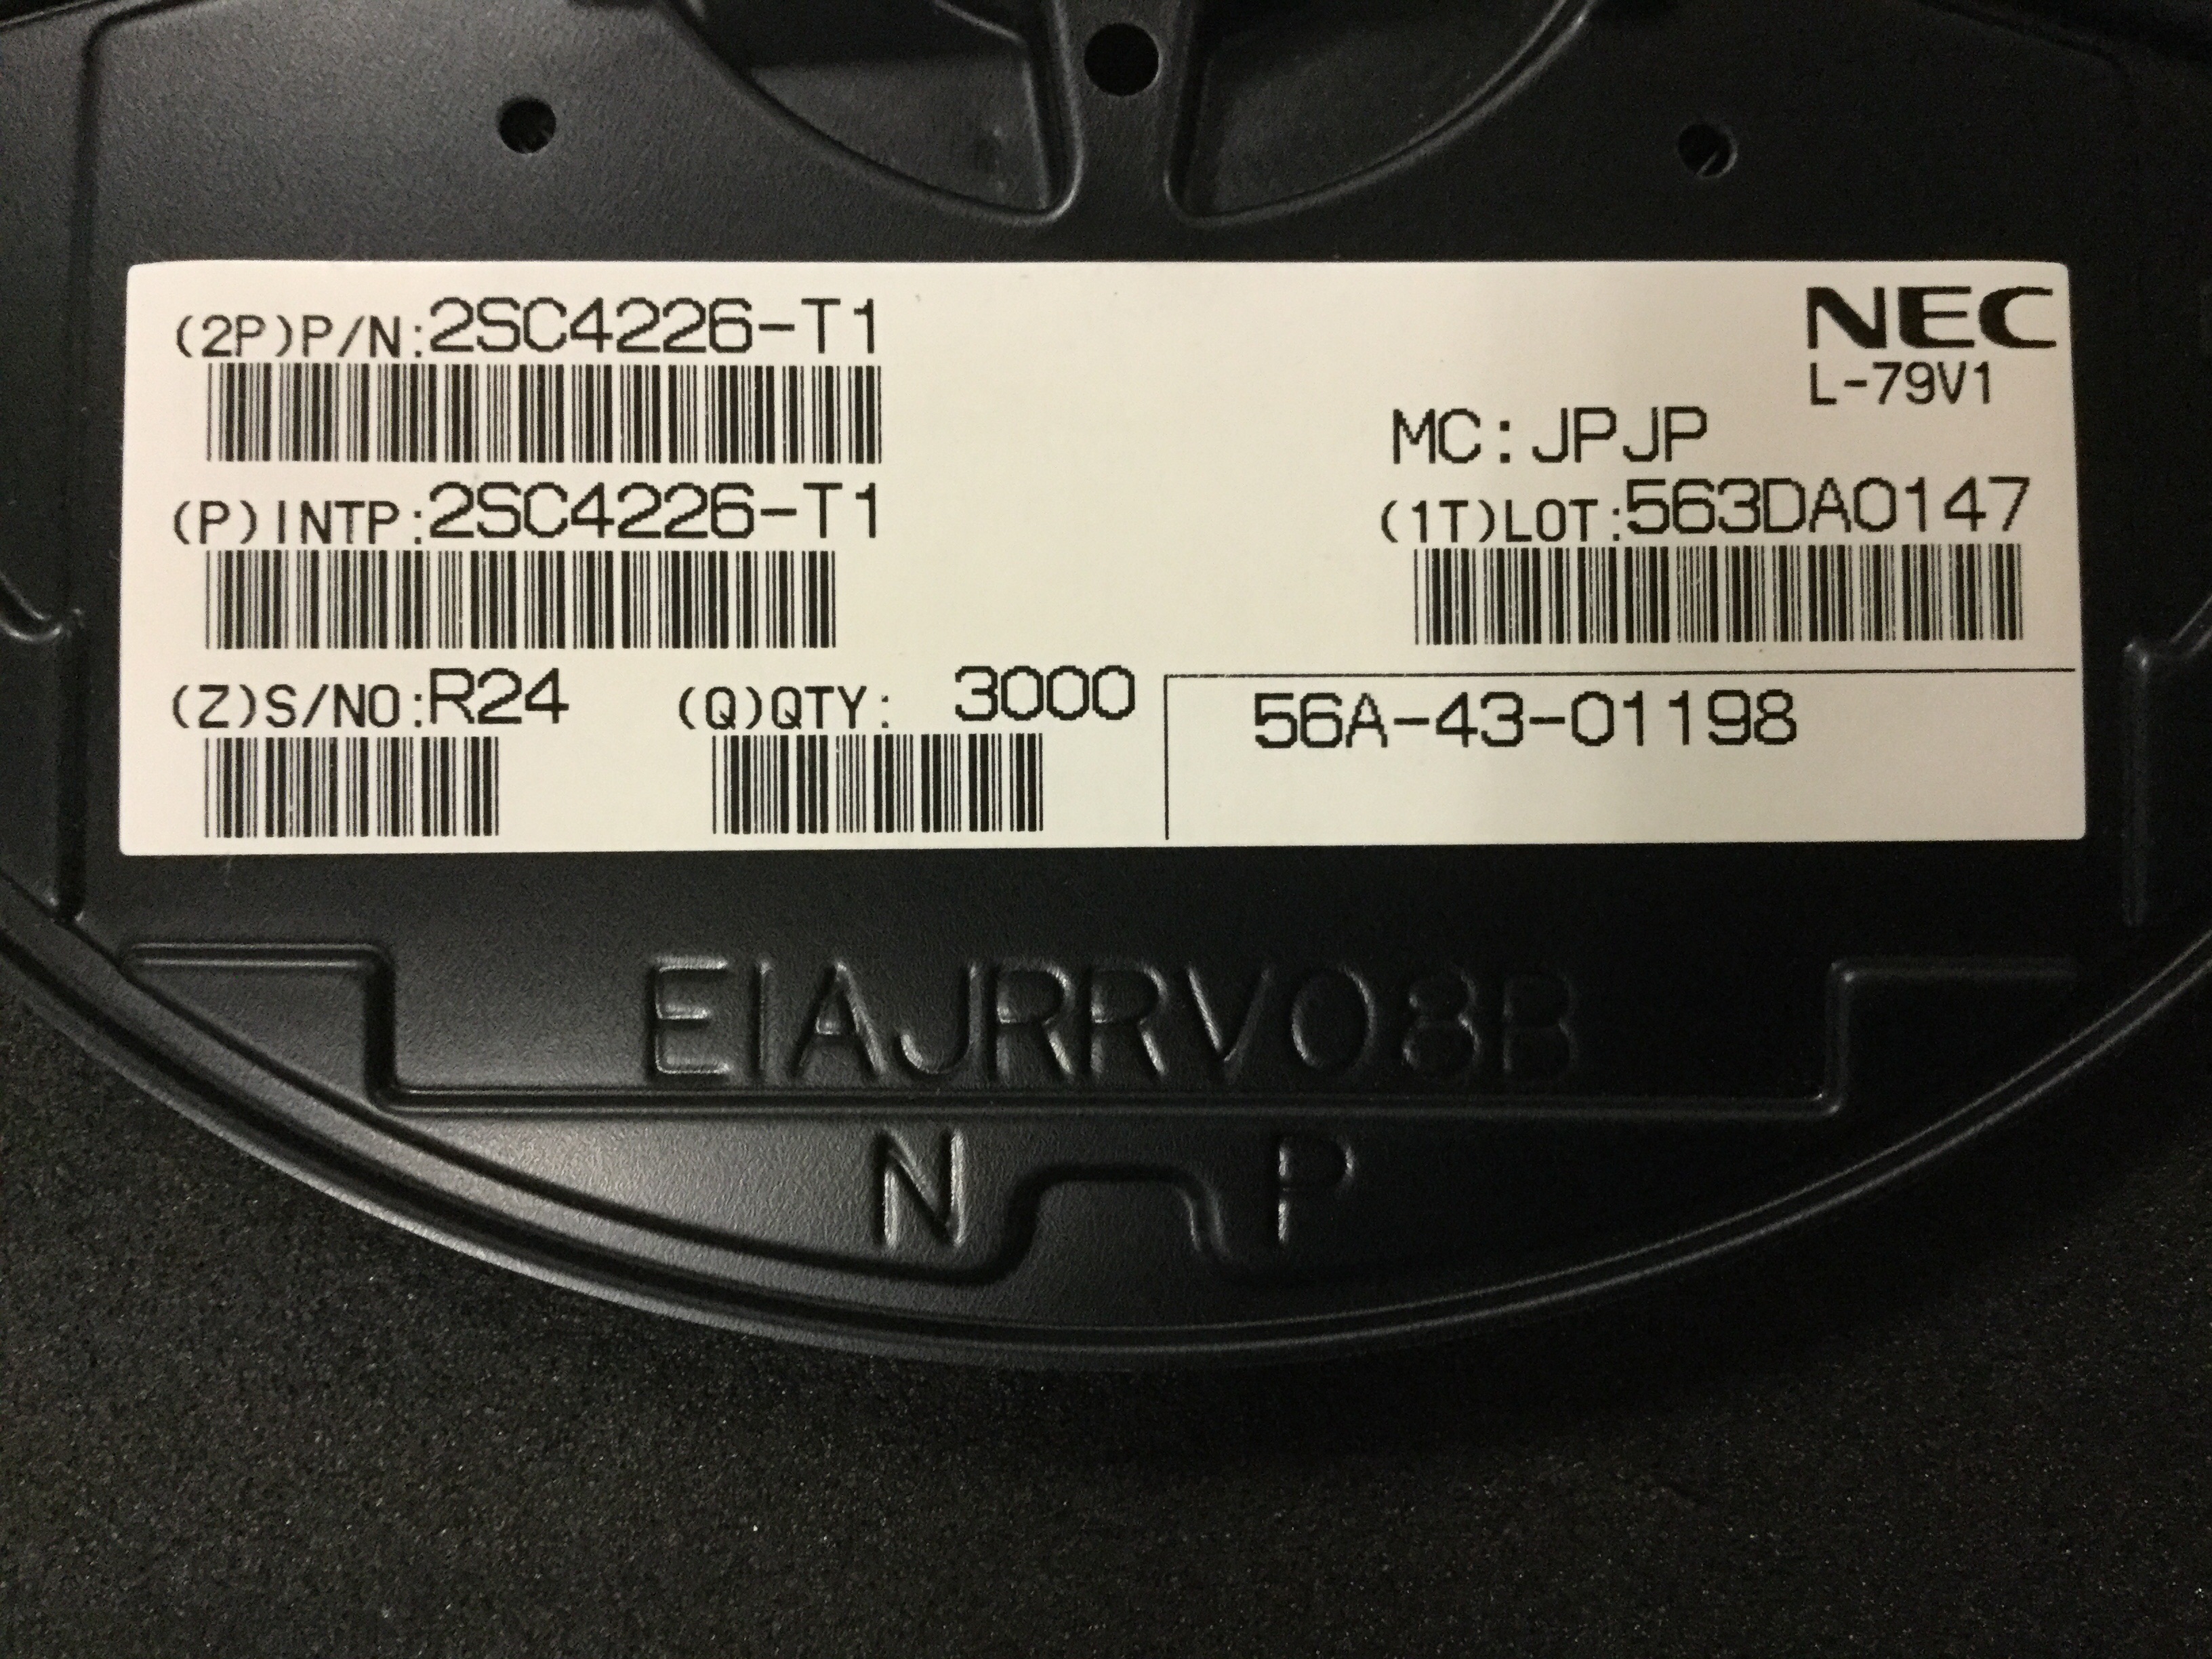 (2P)P/N:2SC4226-T1
NEC
L-79V1
MC:JPJP
(P)INTP:2SC4226-T1
(1T)LOT:563DA0147
(Z)S/NO:R24 (Q)QTY: 3000
56A-43-01198
EIAJRRV08B
N P